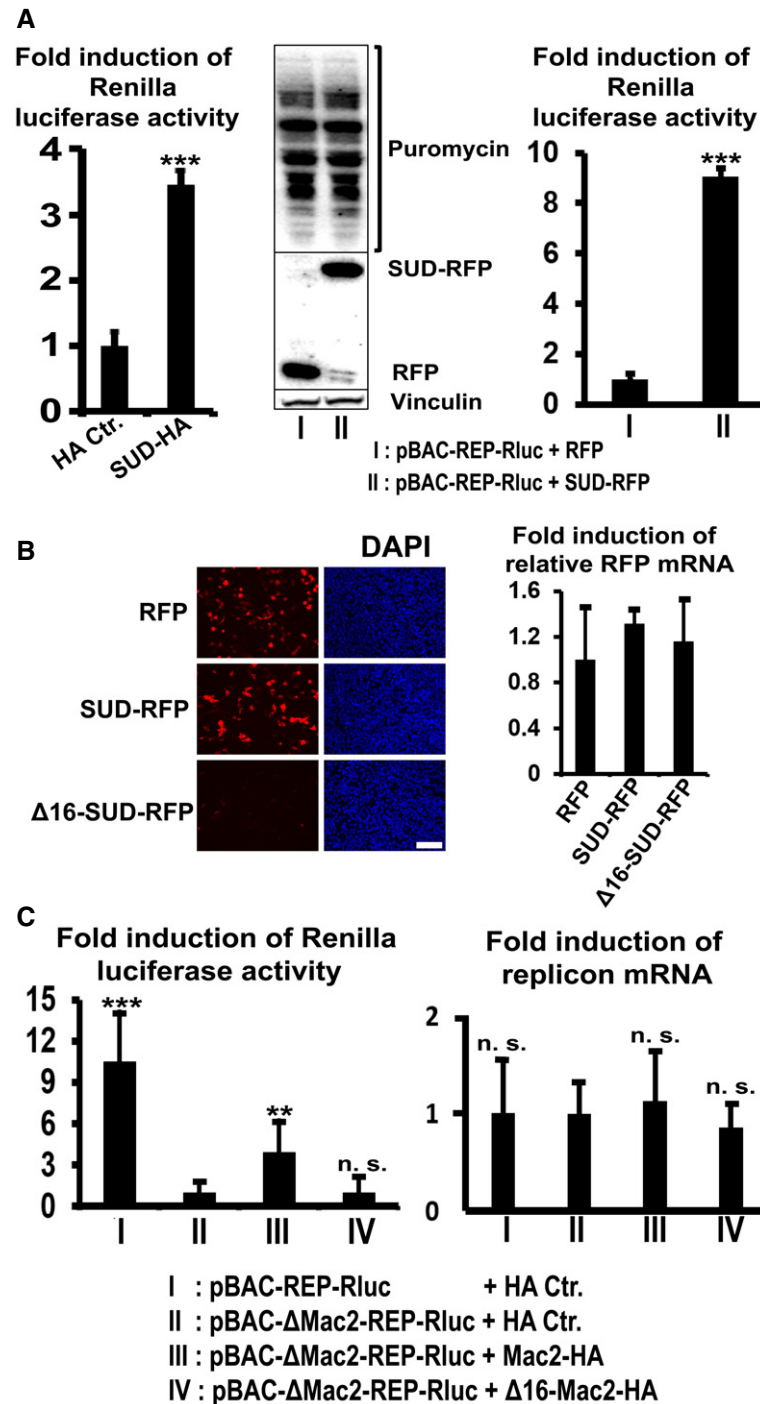 A
Fold induction of
Renilla
luciferase activity
4
3
2
1
0
***
HA Ctr.
SUD-HA
Puromycin
SUD-RFP
RFP
Vinculin
I II
Fold induction of
Renilla
luciferase activity
10
8
6
4
2
0
***
I II
I : pBAC-REP-Rluc + RFP
II : pBAC-REP-Rluc + SUD-RFP
B
DAPI
RFP
SUD-RFP
Δ16-SUD-RFP
Fold induction of
relative RFP mRNA
1.6
1.2
0.8
0.4
0
RFP
SUD-RFP
Δ16-SUD-RFP
C
Fold induction of Renilla
luciferase activity
15
12
9
6
3
0
***
**
n. s.
I II III IV
Fold induction of
replicon mRNA
2
1
0
n. s.
n. s.
n. s.
I II III IV
I : pBAC-REP-Rluc + HA Ctr.
II : pBAC-ΔMac2-REP-Rluc + HA Ctr.
III : pBAC-ΔMac2-REP-Rluc + Mac2-HA
IV : pBAC-ΔMac2-REP-Rluc + Δ16-Mac2-HA